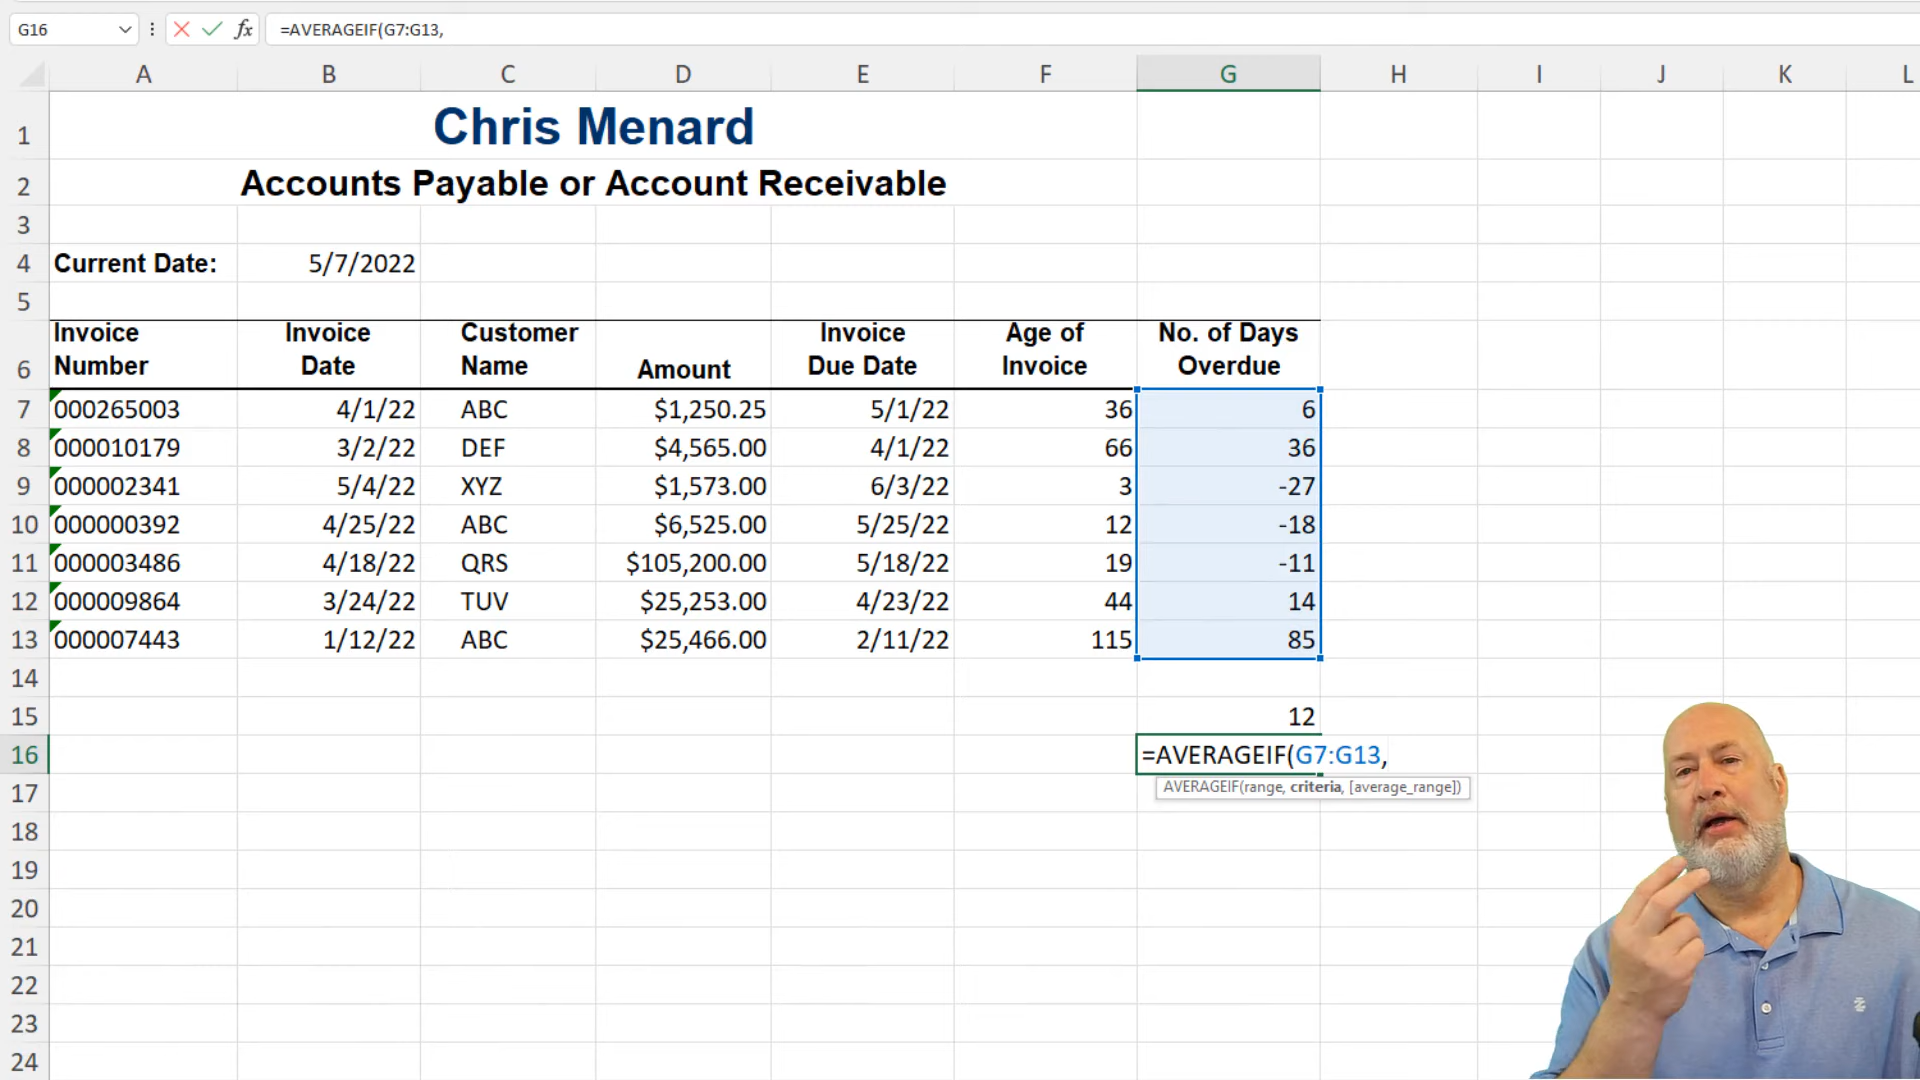 G16 fx =AVERAGEIF(G7:G13,
A B C D E F G H I J K L
1 Chris Menard
2 Accounts Payable or Account Receivable
3
4 Current Date: 5/7/2022
5
Invoice Invoice Customer Invoice Age of No. of Days
6 Number Date Name Amount Due Date Invoice Overdue
7 000265003 4/1/22 ABC $1,250.25 5/1/22 36 6
8 000010179 3/2/22 DEF $4,565.00 4/1/22 66 36
9 000002341 5/4/22 XYZ $1,573.00 6/3/22 3 -27
10 000000392 4/25/22 ABC $6,525.00 5/25/22 12 -18
11 000003486 4/18/22 QRS $105,200.00 5/18/22 19 -11
12 000009864 3/24/22 TUV $25,253.00 4/23/22 44 14
13 000007443 1/12/22 ABC $25,466.00 2/11/22 115 85
14
15 12
16 =AVERAGEIF(G7:G13,
AVERAGEIF(range, criteria, [average_range])
17
18
19
20
21
22
23
24